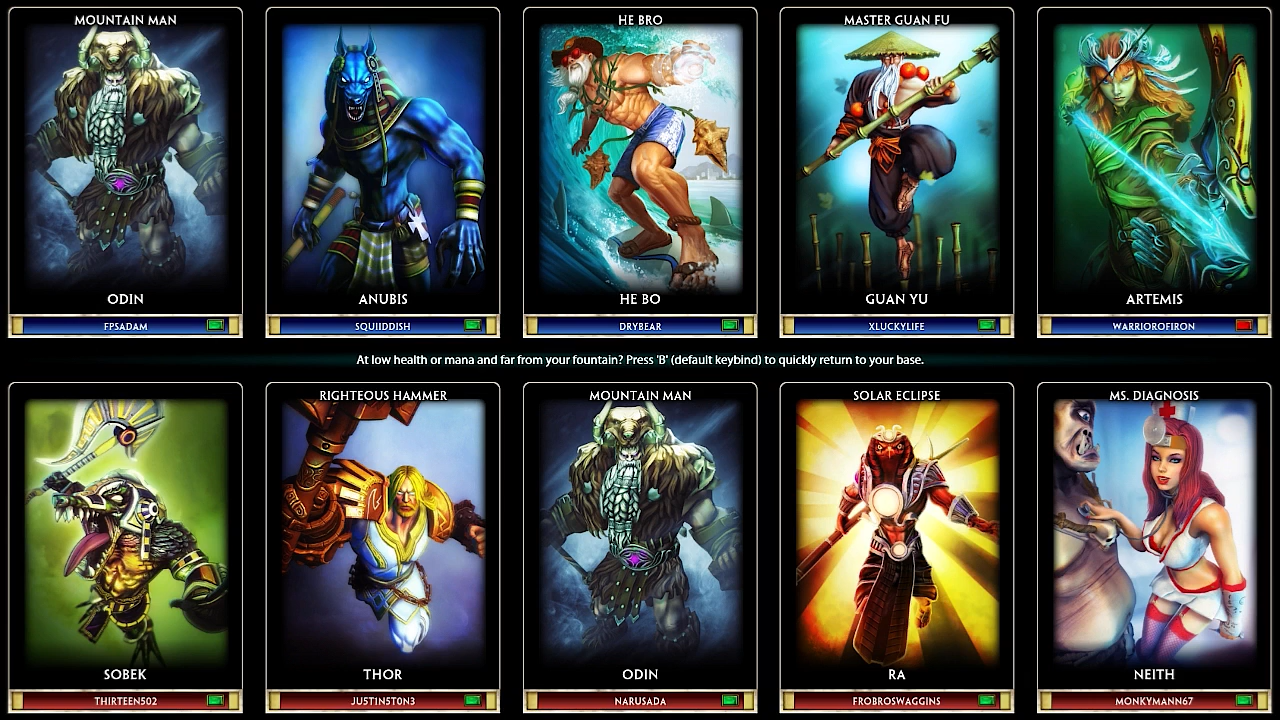 MOUNTAIN MAN
HE BRO
MASTER GUAN FU
ODIN
ANUBIS
HE BO
GUAN YU
ARTEMIS
FPSADAM
SQUIIDDISH
DRYBEAR
XLUCKYLIFE
WARRIOROFIRON
At low health or mana and far from your fountain? Press 'B' (default keybind) to quickly return to your base.
RIGHTEOUS HAMMER
MOUNTAIN MAN
SOLAR ECLIPSE
MS. DIAGNOSIS
SOBEK
THOR
ODIN
RA
NEITH
THIRTEEN502
JU5TIN5T0N3
NARUSADA
FROBROSWAGGINS
MONKYMANN67